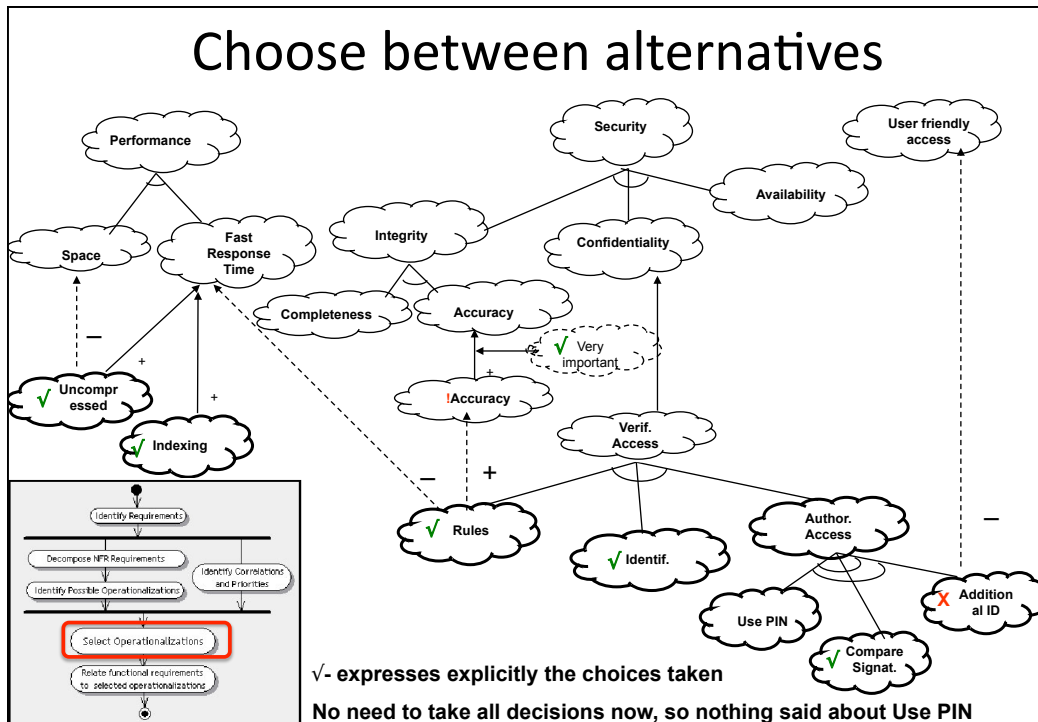 Choose between alternatives
Performance
Security
User friendly
access
Space
Fast
Response
Time
Integrity
Confidentiality
Availability
Completeness
Accuracy
√ Very
important
–
+
+
+
!Accuracy
√ Uncompr
essed
√ Indexing
Verif.
Access
–
+
√ Rules
√ Identif.
Author.
Access
–
Use PIN
√ Compare
Signat.
X Addition
al ID
Identify Requirements
Decompose NFR Requirements
Identify Possible Operationalizations
Identify Correlations
and Priorities
Select Operationalizations
Relate functional requirements
to selected operationalizations
√- expresses explicitly the choices taken
No need to take all decisions now, so nothing said about Use PIN